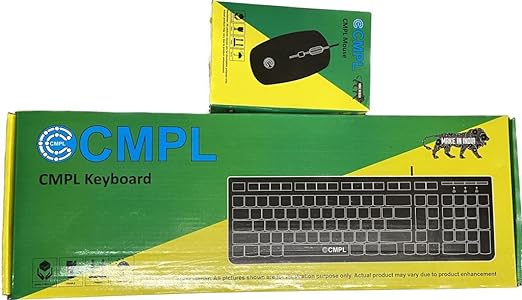 CMPL
CMPL Mouse
CMPL
CMPL
CMPL Keyboard
MAKE IN INDIA
CMPL
All pictures shown are for illustration purpose only. Actual product may vary due to product enhancement